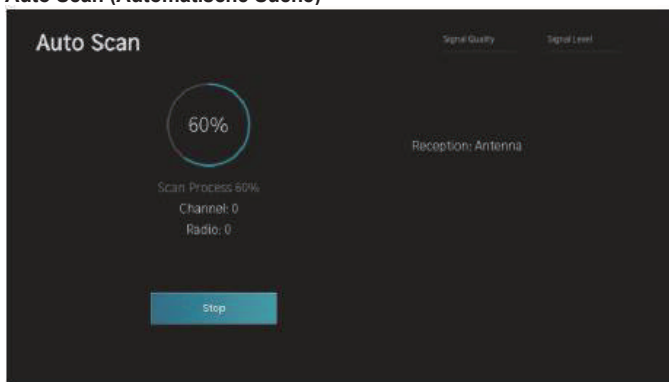 Auto Scan (Automatische Suche)
Auto Scan
Signal Quality
Signal Level
60%
Reception: Antenna
Scan Process 60%
Channel: 0
Radio: 0
Stop